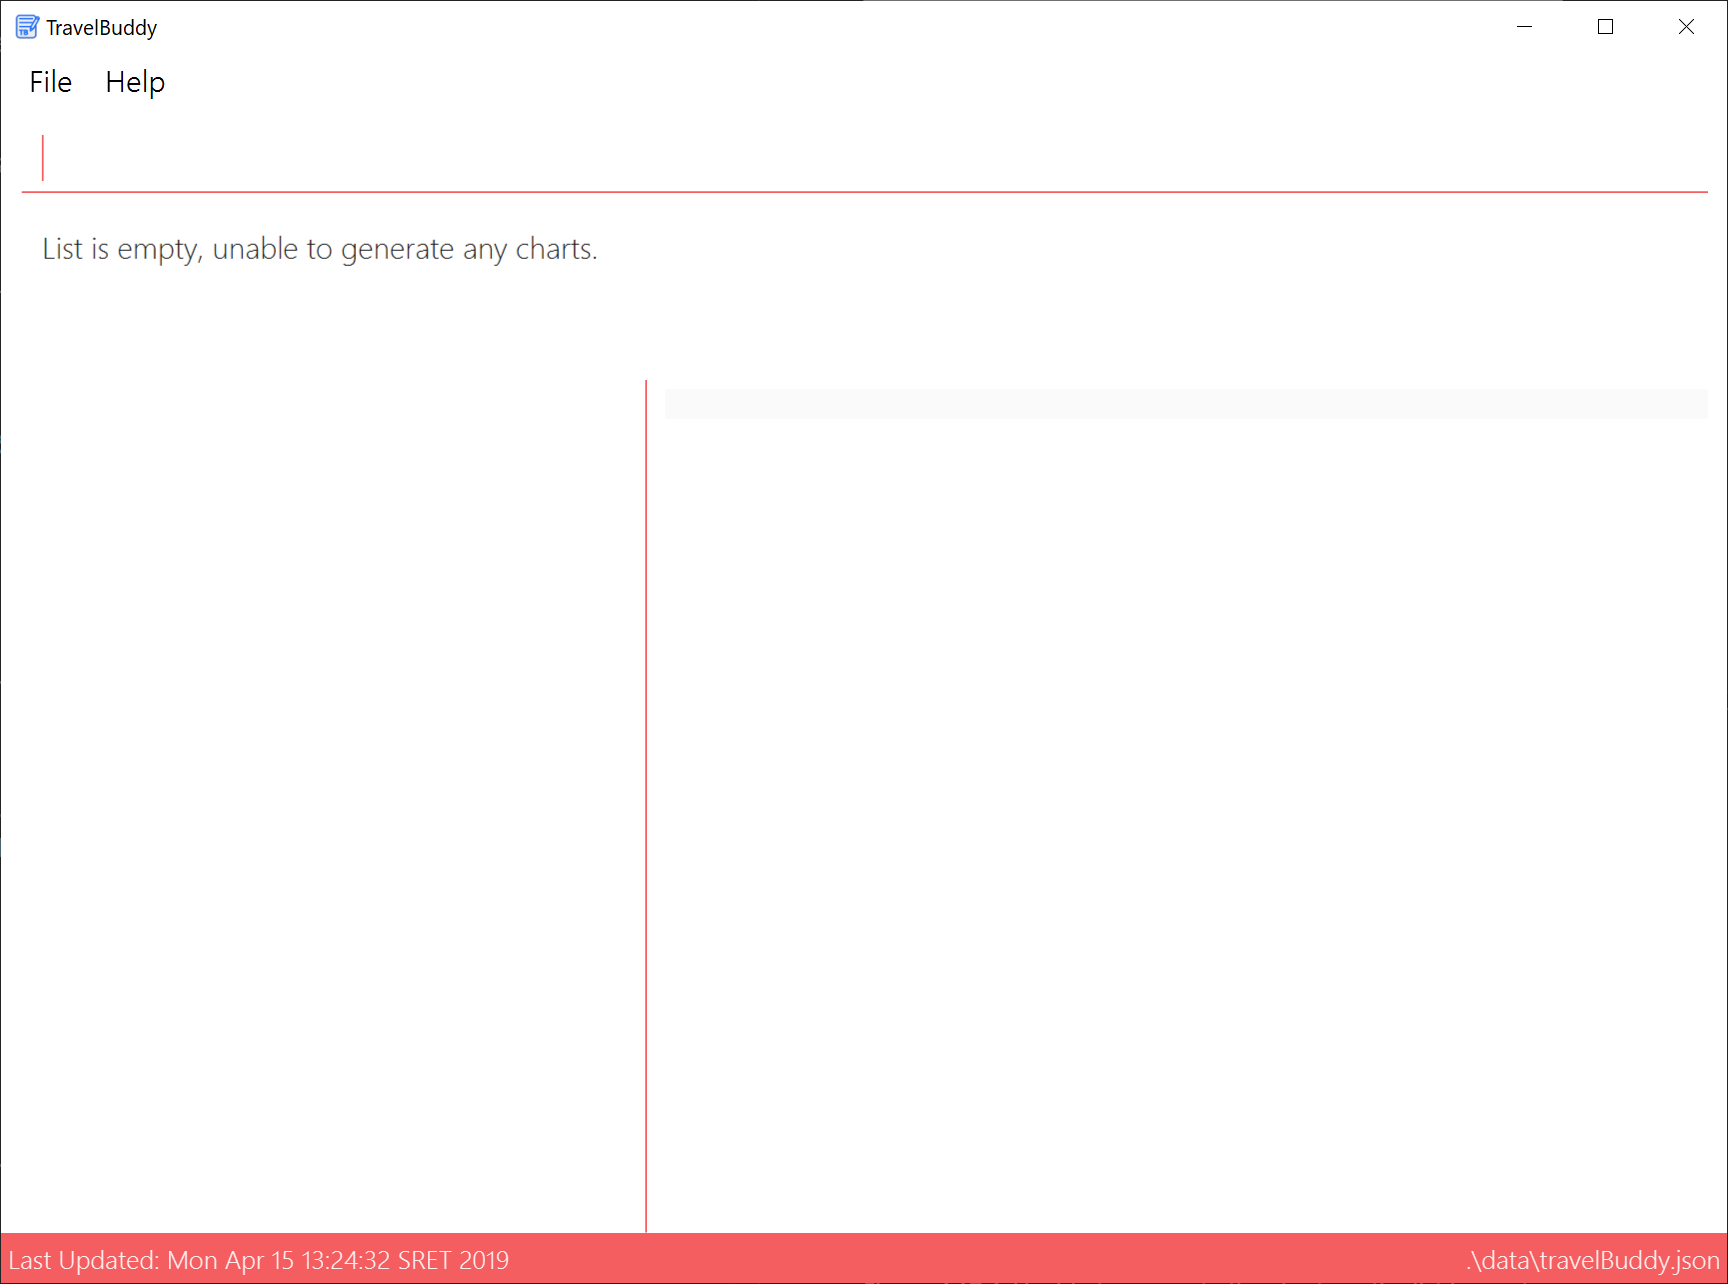 TravelBuddy
File Help
List is empty, unable to generate any charts.
Last Updated: Mon Apr 15 13:24:32 SRET 2019
.\data\travelBuddy.json